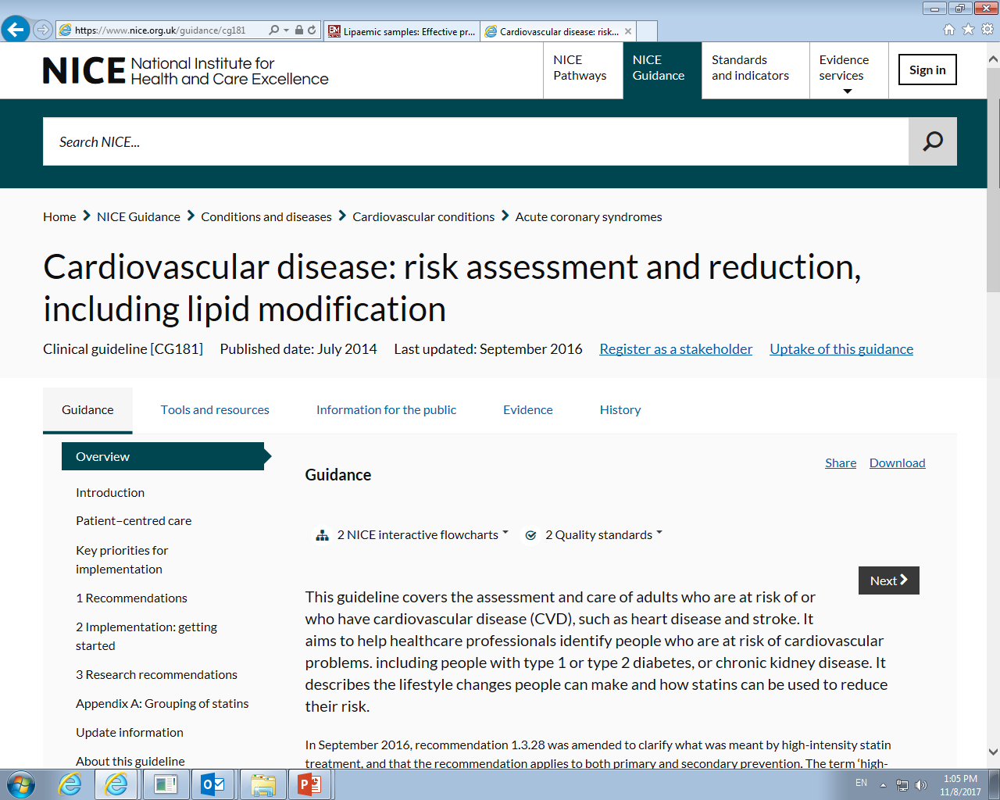 https://www.nice.org.uk/guidance/cg181
Lipaemic samples: Effective pr...
Cardiovascular disease: risk...
NICE National Institute for
Health and Care Excellence
NICE
Pathways
NICE
Guidance
Standards
and indicators
Evidence
services
Sign in
Search NICE...
Home
NICE Guidance
Conditions and diseases
Cardiovascular conditions
Acute coronary syndromes
Cardiovascular disease: risk assessment and reduction,
including lipid modification
Clinical guideline [CG181] Published date: July 2014 Last updated: September 2016 Register as a stakeholder Uptake of this guidance
Guidance
Tools and resources
Information for the public
Evidence
History
Overview
Introduction
Patient–centred care
Key priorities for
implementation
1 Recommendations
2 Implementation: getting
started
3 Research recommendations
Appendix A: Grouping of statins
Update information
About this guideline
Share Download
Guidance
2 NICE interactive flowcharts
2 Quality standards
Next
This guideline covers the assessment and care of adults who are at risk of or
who have cardiovascular disease (CVD), such as heart disease and stroke. It
aims to help healthcare professionals identify people who are at risk of cardiovascular
problems. including people with type 1 or type 2 diabetes, or chronic kidney disease. It
describes the lifestyle changes people can make and how statins can be used to reduce
their risk.
In September 2016, recommendation 1.3.28 was amended to clarify what was meant by high-intensity statin
treatment, and that the recommendation applies to both primary and secondary prevention. The term ‘high-
EN
1:05 PM
11/8/2017